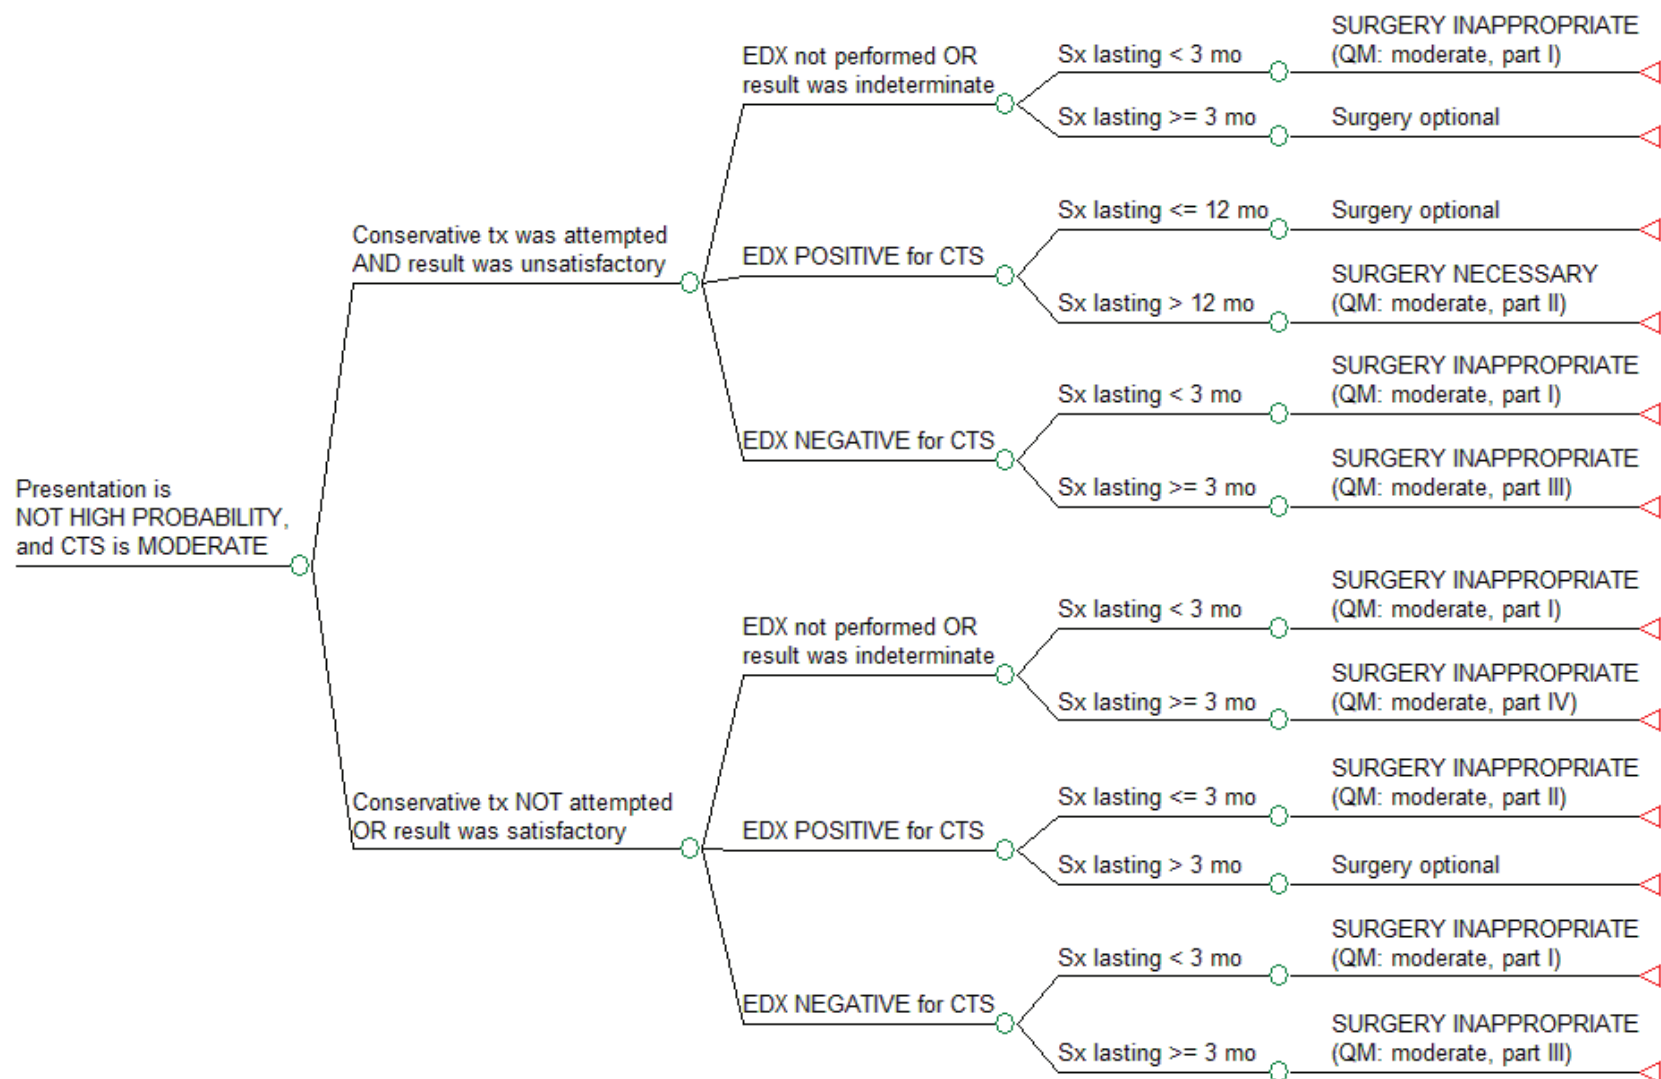 Presentation is
NOT HIGH PROBABILITY,
and CTS is MODERATE
Conservative tx was attempted
AND result was unsatisfactory
EDX not performed OR
result was indeterminate
Sx lasting < 3 mo
SURGERY INAPPROPRIATE
(QM: moderate, part I)
Sx lasting >= 3 mo
Surgery optional
EDX POSITIVE for CTS
Sx lasting <= 12 mo
Surgery optional
Sx lasting > 12 mo
SURGERY NECESSARY
(QM: moderate, part II)
EDX NEGATIVE for CTS
Sx lasting < 3 mo
SURGERY INAPPROPRIATE
(QM: moderate, part I)
Sx lasting >= 3 mo
SURGERY INAPPROPRIATE
(QM: moderate, part III)
Conservative tx NOT attempted
OR result was satisfactory
EDX not performed OR
result was indeterminate
Sx lasting < 3 mo
SURGERY INAPPROPRIATE
(QM: moderate, part I)
Sx lasting >= 3 mo
SURGERY INAPPROPRIATE
(QM: moderate, part IV)
EDX POSITIVE for CTS
Sx lasting <= 3 mo
SURGERY INAPPROPRIATE
(QM: moderate, part II)
Sx lasting > 3 mo
Surgery optional
EDX NEGATIVE for CTS
Sx lasting < 3 mo
SURGERY INAPPROPRIATE
(QM: moderate, part I)
Sx lasting >= 3 mo
SURGERY INAPPROPRIATE
(QM: moderate, part III)